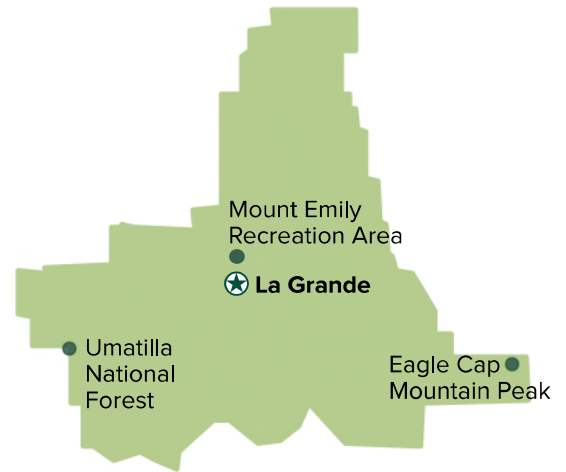 Mount Emily
Recreation Area
La Grande
Umatilla
National
Forest
Eagle Cap
Mountain Peak